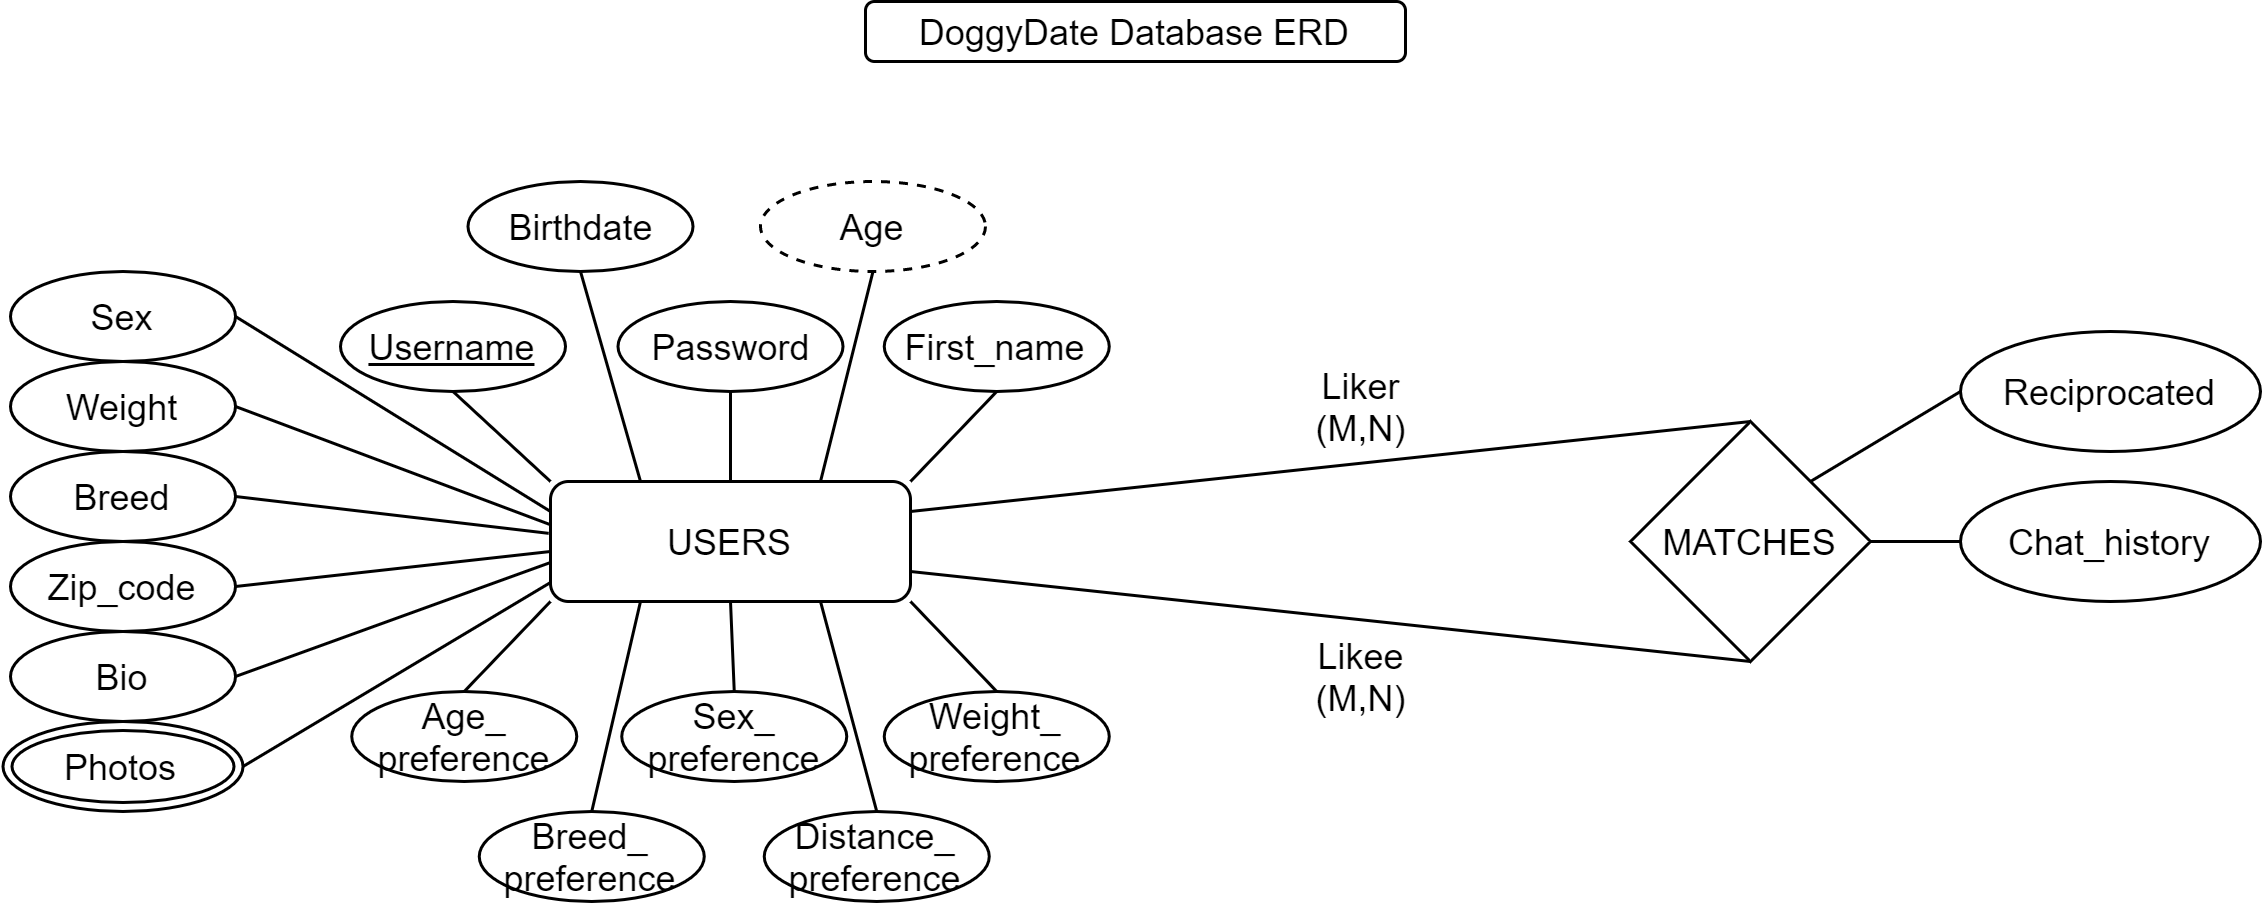 DoggyDate Database ERD
Birthdate
Age
Sex
Username
Password
First_name
Weight
Liker
(M,N)
Reciprocated
Breed
USERS
MATCHES
Chat_history
Zip_code
Bio
Likee
(M,N)
Photos
Age_
preference
Sex_
preference
Weight_
preference
Breed_
preference
Distance_
preference